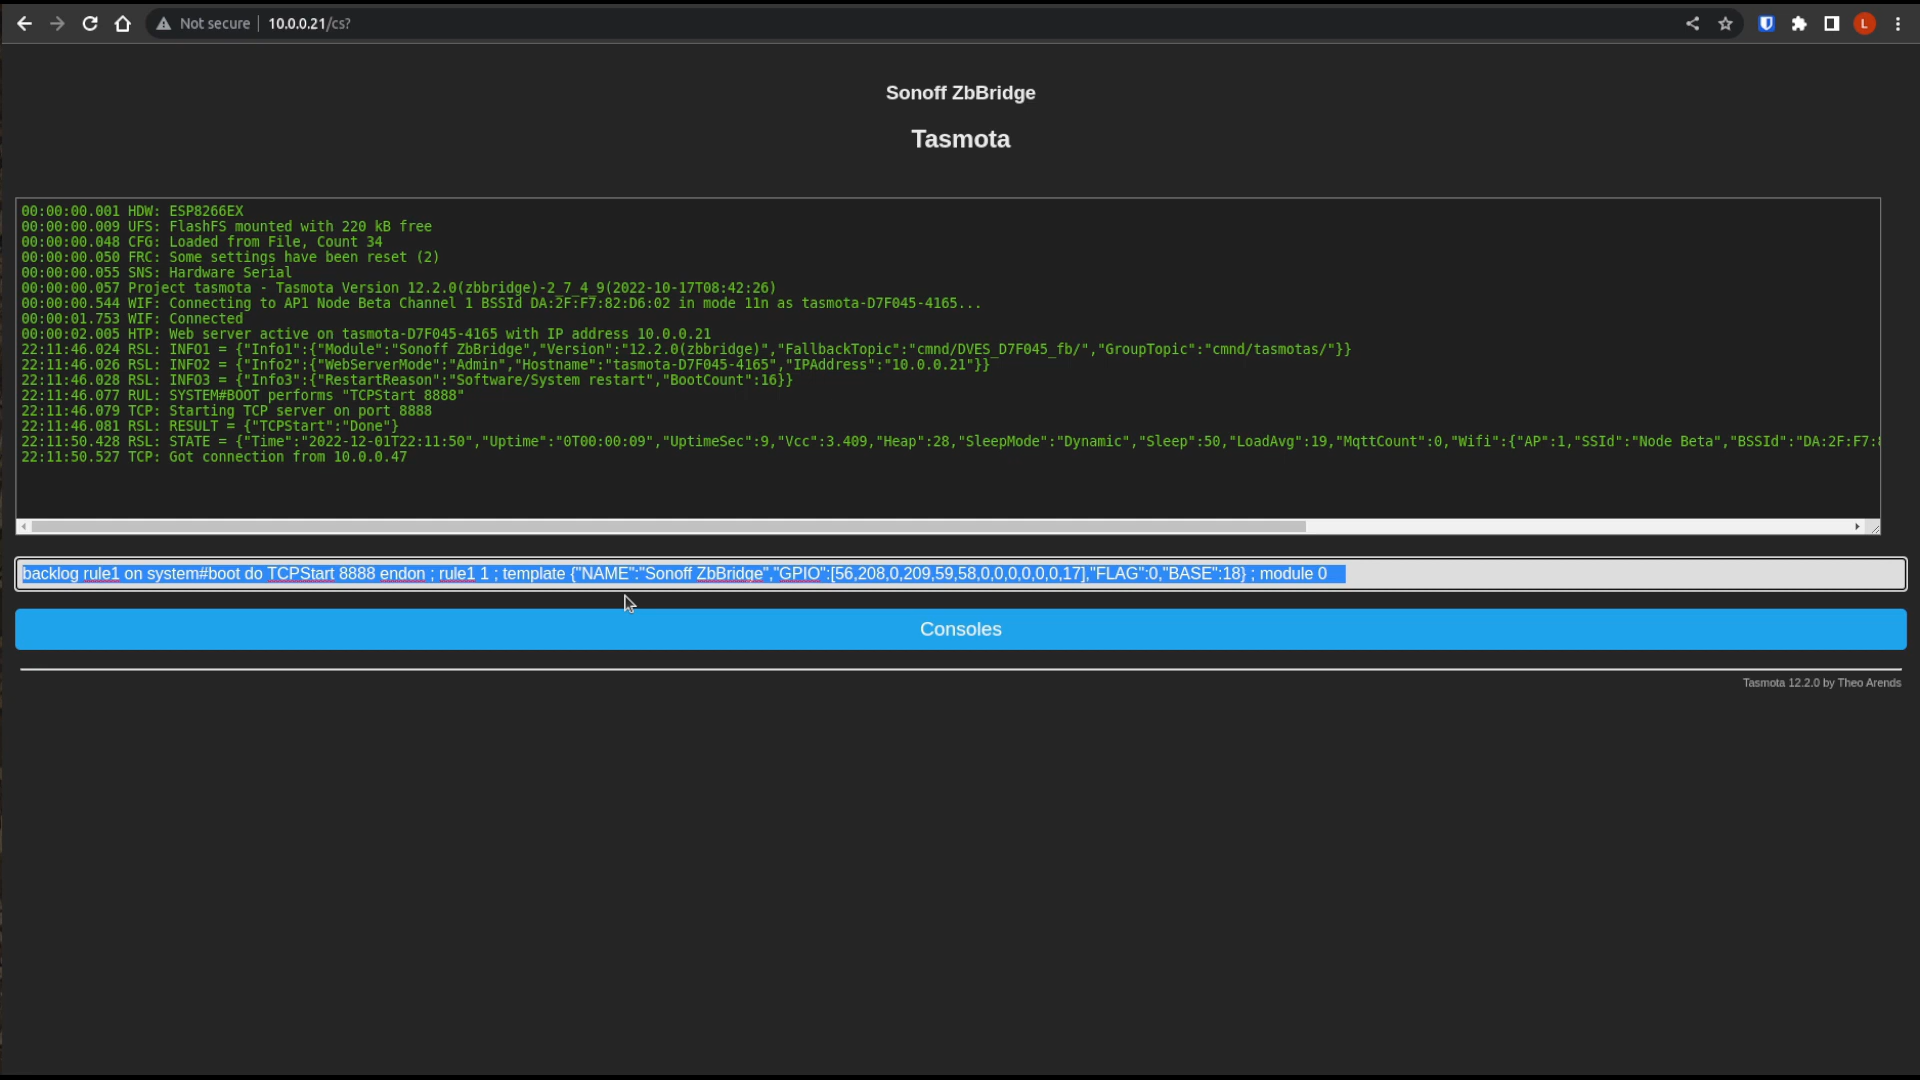 Not secure | 10.0.0.21/cs?
L
Sonoff ZbBridge
Tasmota
00:00:00.001 HDW: ESP8266EX
00:00:00.009 UFS: FlashFS mounted with 220 kB free
00:00:00.048 CFG: Loaded from File, Count 34
00:00:00.050 FRC: Some settings have been reset (2)
00:00:00.055 SNS: Hardware Serial
00:00:00.057 Project tasmota - Tasmota Version 12.2.0(zbbridge)-2_7_4_9(2022-10-17T08:42:26)
00:00:00.544 WIF: Connecting to AP1 Node Beta Channel 1 BSSId DA:2F:F7:82:D6:02 in mode 11n as tasmota-D7F045-4165...
00:00:01.753 WIF: Connected
00:00:02.005 HTP: Web server active on tasmota-D7F045-4165 with IP address 10.0.0.21
22:11:46.024 RSL: INFO1 = {"Info1":{"Module":"Sonoff ZbBridge","Version":"12.2.0(zbbridge)","FallbackTopic":"cmnd/DVES_D7F045_fb/","GroupTopic":"cmnd/tasmotas/"}}
22:11:46.026 RSL: INFO2 = {"Info2":{"WebServerMode":"Admin","Hostname":"tasmota-D7F045-4165","IPAddress":"10.0.0.21"}}
22:11:46.028 RSL: INFO3 = {"Info3":{"RestartReason":"Software/System restart","BootCount":16}}
22:11:46.077 RUL: SYSTEM#BOOT performs "TCPStart 8888"
22:11:46.079 TCP: Starting TCP server on port 8888
22:11:46.081 RSL: RESULT = {"TCPStart":"Done"}
22:11:50.428 RSL: STATE = {"Time":"2022-12-01T22:11:50","Uptime":"0T00:00:09","UptimeSec":9,"Vcc":3.409,"Heap":28,"SleepMode":"Dynamic","Sleep":50,"LoadAvg":19,"MqttCount":0,"Wifi":{"AP":1,"SSId":"Node Beta","BSSId":"DA:2F:F7:
22:11:50.527 TCP: Got connection from 10.0.0.47
backlog rule1 on system#boot do TCPStart 8888 endon ; rule1 1 ; template {"NAME":"Sonoff ZbBridge","GPIO":[56,208,0,209,59,58,0,0,0,0,0,0,17],"FLAG":0,"BASE":18} ; module 0
Consoles
Tasmota 12.2.0 by Theo Arends